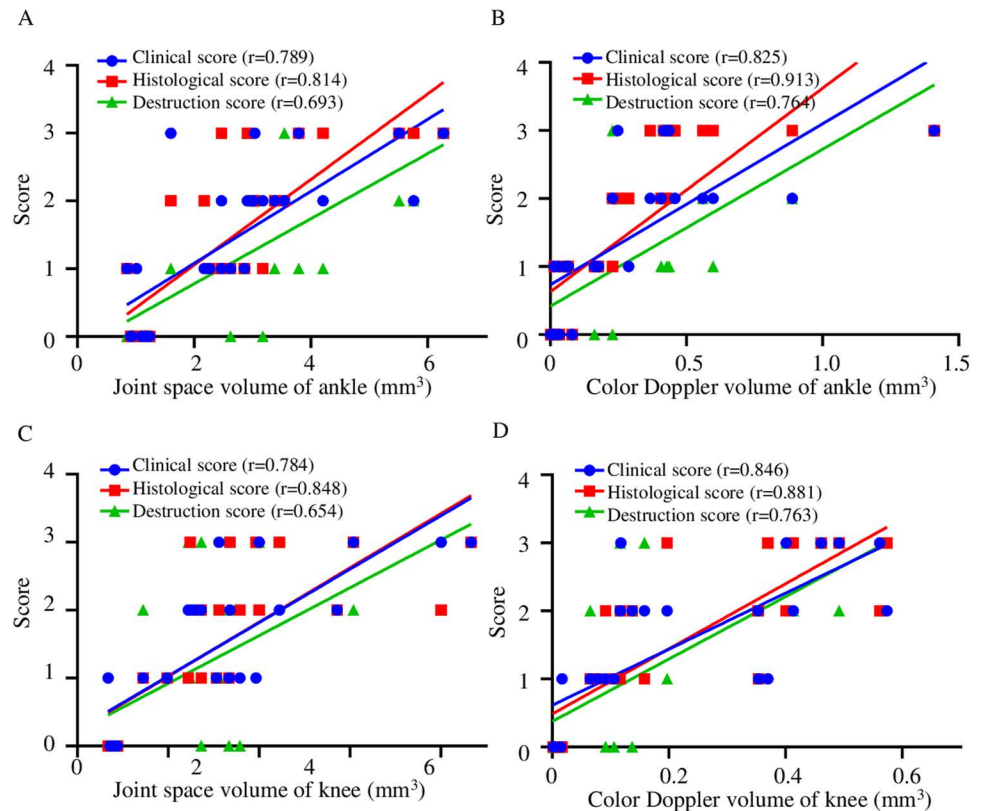 A
Clinical score (r=0.789)
Histological score (r=0.814)
Destruction score (r=0.693)
4
3
2
1
0
Score
0 2 4 6
Joint space volume of ankle (mm³)
B
Clinical score (r=0.825)
Histological score (r=0.913)
Destruction score (r=0.764)
4
3
2
1
0
Score
0 0.5 1.0 1.5
Color Doppler volume of ankle (mm³)
C
Clinical score (r=0.784)
Histological score (r=0.848)
Destruction score (r=0.654)
4
3
2
1
0
Score
0 2 4 6
Joint space volume of knee (mm³)
D
Clinical score (r=0.846)
Histological score (r=0.881)
Destruction score (r=0.763)
4
3
2
1
0
Score
0 0.2 0.4 0.6
Color Doppler volume of knee (mm³)